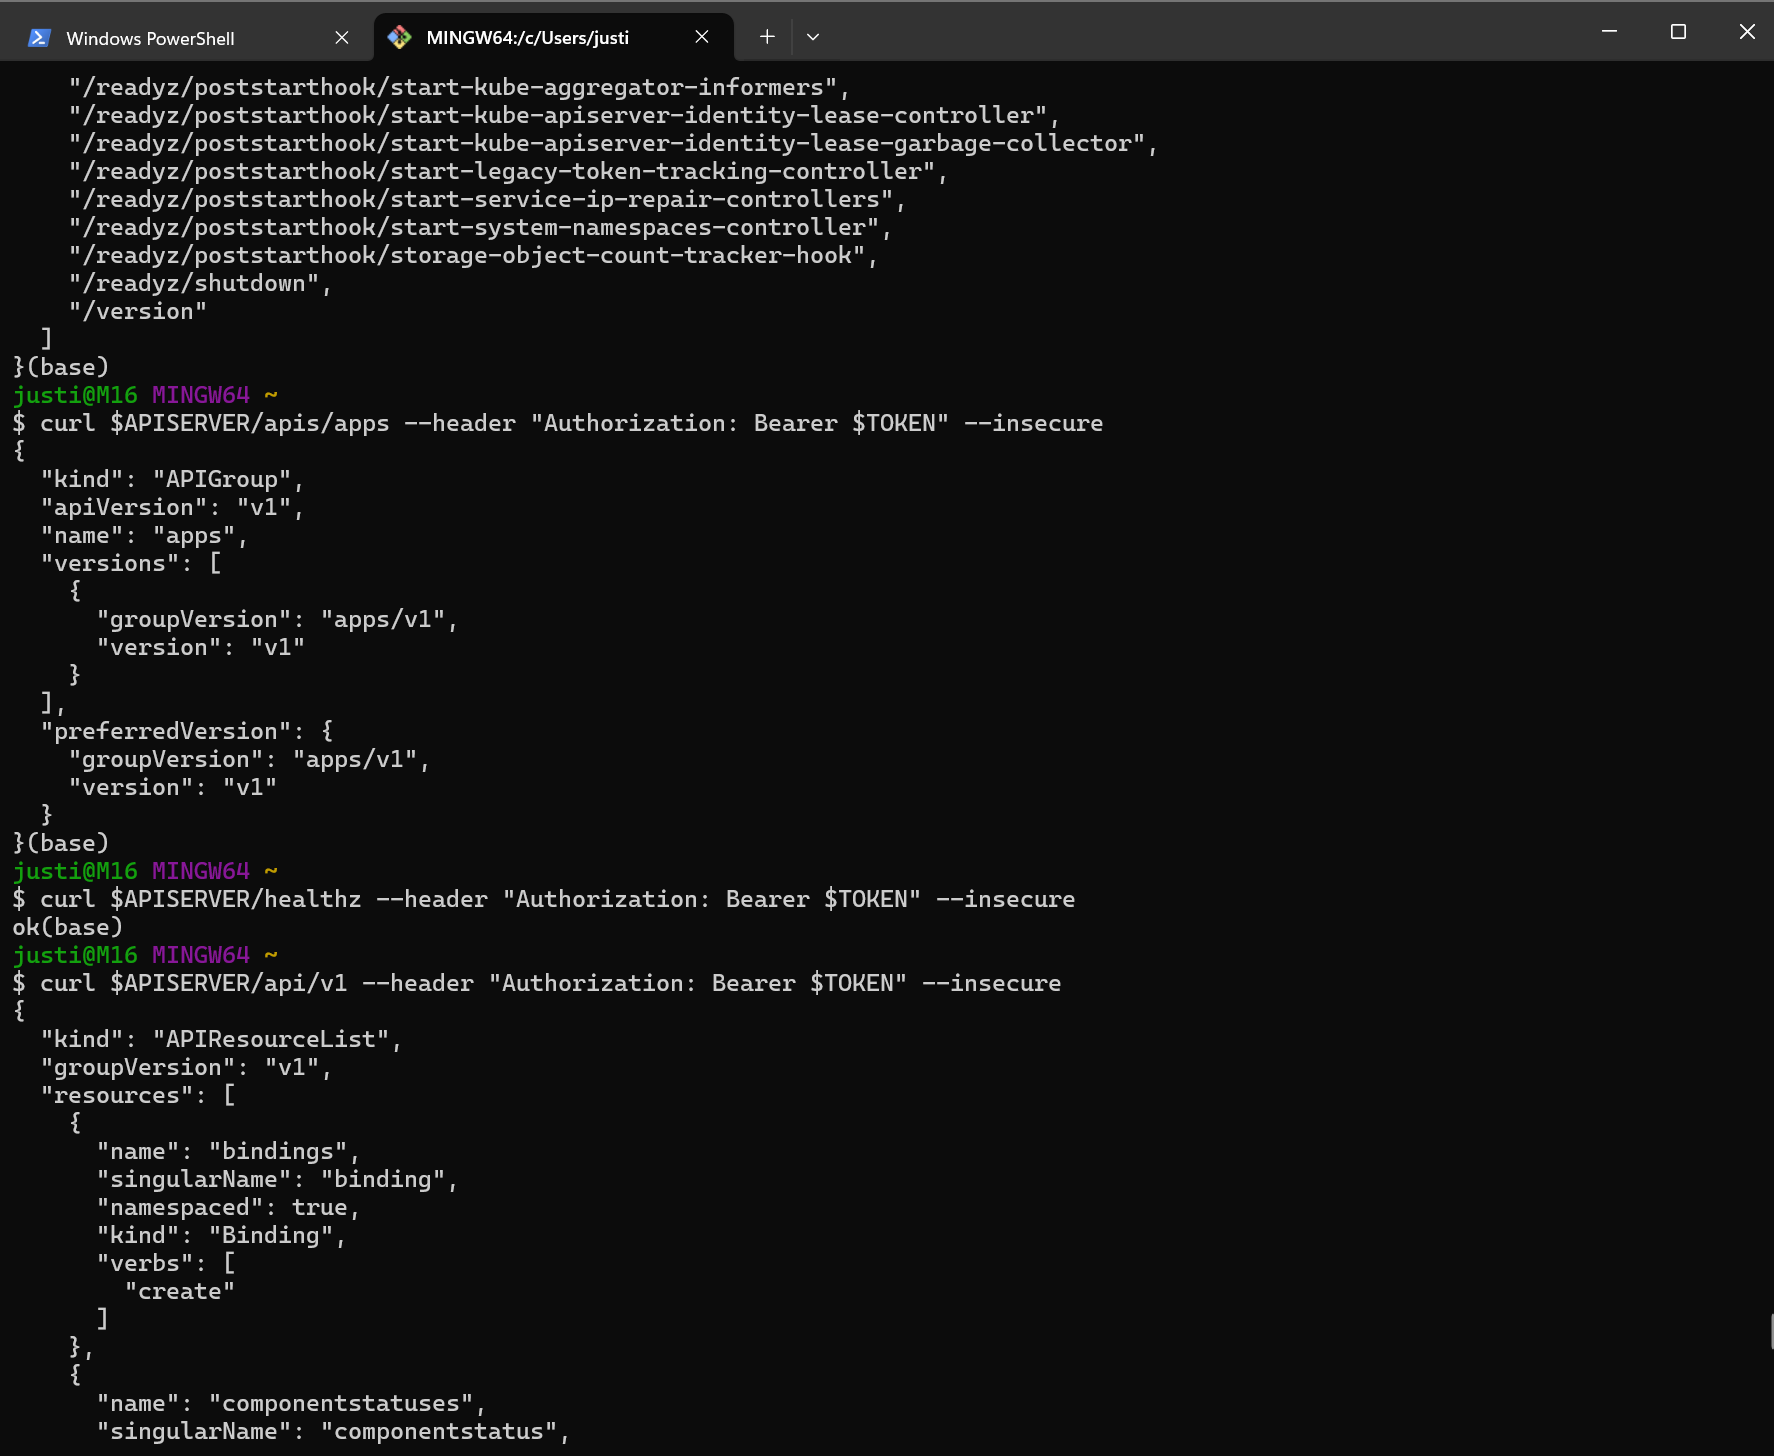 Windows PowerShell
MINGW64:/c/Users/justi
    "/readyz/poststarthook/start-kube-aggregator-informers",
    "/readyz/poststarthook/start-kube-apiserver-identity-lease-controller",
    "/readyz/poststarthook/start-kube-apiserver-identity-lease-garbage-collector",
    "/readyz/poststarthook/start-legacy-token-tracking-controller",
    "/readyz/poststarthook/start-service-ip-repair-controllers",
    "/readyz/poststarthook/start-system-namespaces-controller",
    "/readyz/poststarthook/storage-object-count-tracker-hook",
    "/readyz/shutdown",
    "/version"
  ]
}(base)
justi@M16 MINGW64 ~
$ curl $APISERVER/apis/apps --header "Authorization: Bearer $TOKEN" --insecure
{
  "kind": "APIGroup",
  "apiVersion": "v1",
  "name": "apps",
  "versions": [
    {
      "groupVersion": "apps/v1",
      "version": "v1"
    }
  ],
  "preferredVersion": {
    "groupVersion": "apps/v1",
    "version": "v1"
  }
}(base)
justi@M16 MINGW64 ~
$ curl $APISERVER/healthz --header "Authorization: Bearer $TOKEN" --insecure
ok(base)
justi@M16 MINGW64 ~
$ curl $APISERVER/api/v1 --header "Authorization: Bearer $TOKEN" --insecure
{
  "kind": "APIResourceList",
  "groupVersion": "v1",
  "resources": [
    {
      "name": "bindings",
      "singularName": "binding",
      "namespaced": true,
      "kind": "Binding",
      "verbs": [
        "create"
      ]
    },
    {
      "name": "componentstatuses",
      "singularName": "componentstatus",